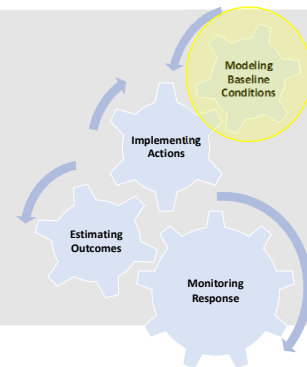 Modeling
Baseline
Conditions
Implementing
Actions
Estimating
Outcomes
Monitoring
Response